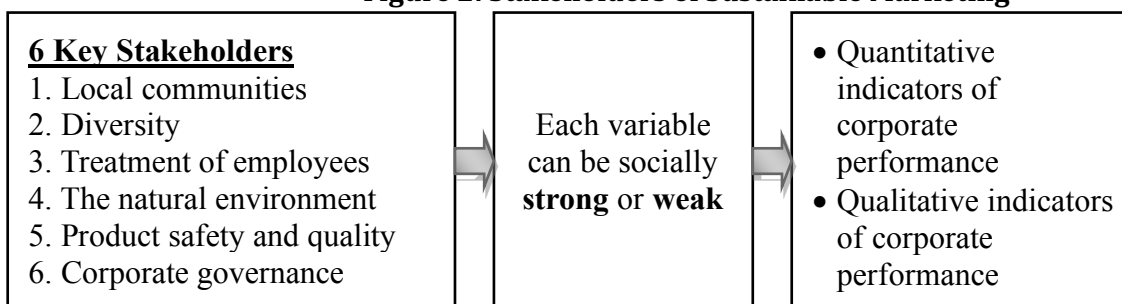 Stakeholders of Sustainable Marketing
6 Key Stakeholders
1. Local communities
2. Diversity
3. Treatment of employees
4. The natural environment
5. Product safety and quality
6. Corporate governance
Each variable
can be socially
strong or weak
• Quantitative
indicators of
corporate
performance
• Qualitative indicators
of corporate
performance